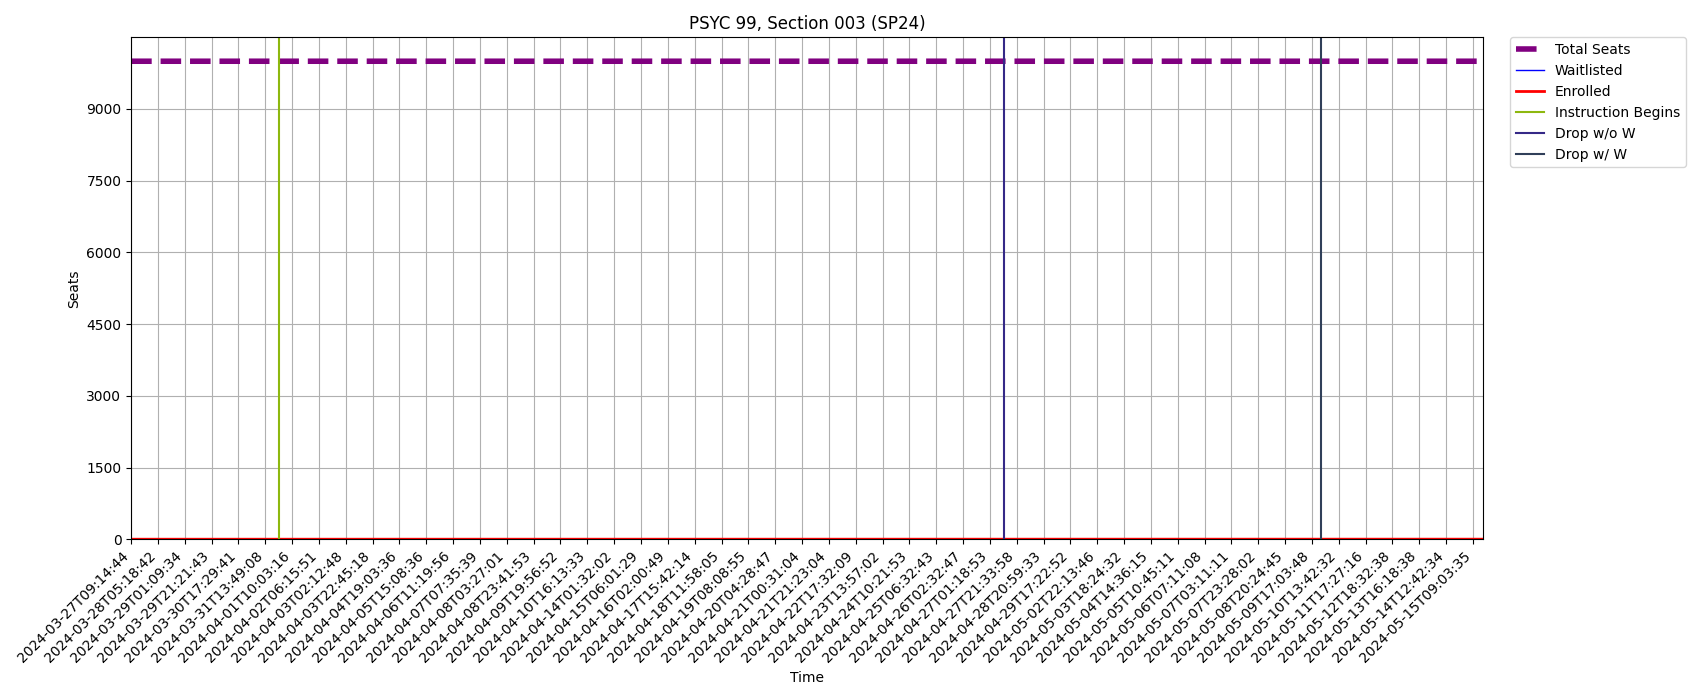 PSYC 99, Section 003 (SP24)
Total Seats
Waitlisted
Enrolled
Instruction Begins
Drop w/o W
Drop w/ W
Seats
9000
7500
6000
4500
3000
1500
0
2024-03-27T09:14:44
2024-03-28T05:18:42
2024-03-29T01:09:34
2024-03-29T21:21:43
2024-03-30T17:29:41
2024-03-31T13:49:08
2024-04-01T10:03:16
2024-04-02T06:15:51
2024-04-03T02:12:48
2024-04-03T22:45:18
2024-04-04T19:03:36
2024-04-05T15:08:36
2024-04-06T11:19:56
2024-04-07T07:35:39
2024-04-08T03:27:01
2024-04-08T23:41:53
2024-04-09T19:56:52
2024-04-10T16:13:33
2024-04-14T01:32:02
2024-04-15T06:01:29
2024-04-16T02:00:49
2024-04-17T15:42:14
2024-04-18T11:58:05
2024-04-19T08:08:55
2024-04-20T04:28:47
2024-04-21T00:31:04
2024-04-21T21:23:04
2024-04-22T17:32:09
2024-04-23T13:57:02
2024-04-24T10:21:53
2024-04-25T06:32:43
2024-04-26T02:32:47
2024-04-27T01:18:53
2024-04-27T21:33:58
2024-04-28T20:59:33
2024-04-29T17:22:52
2024-05-02T22:13:46
2024-05-03T18:24:32
2024-05-04T14:36:15
2024-05-05T10:45:11
2024-05-06T07:11:08
2024-05-07T03:11:11
2024-05-07T23:28:02
2024-05-08T20:24:45
2024-05-09T17:03:48
2024-05-10T13:42:32
2024-05-11T17:27:16
2024-05-12T18:32:38
2024-05-13T16:18:38
2024-05-14T12:42:34
2024-05-15T09:03:35
Time